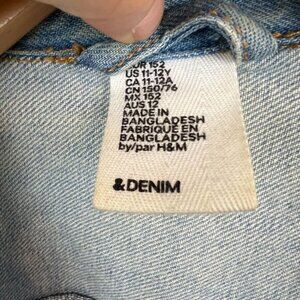 EUR 152
US 11-12Y
CA 11-12A
CN 150/76
MX 152
AUS 12
MADE IN
BANGLADESH
FABRIQUÉ EN
BANGLADESH
by/par H&M
&DENIM